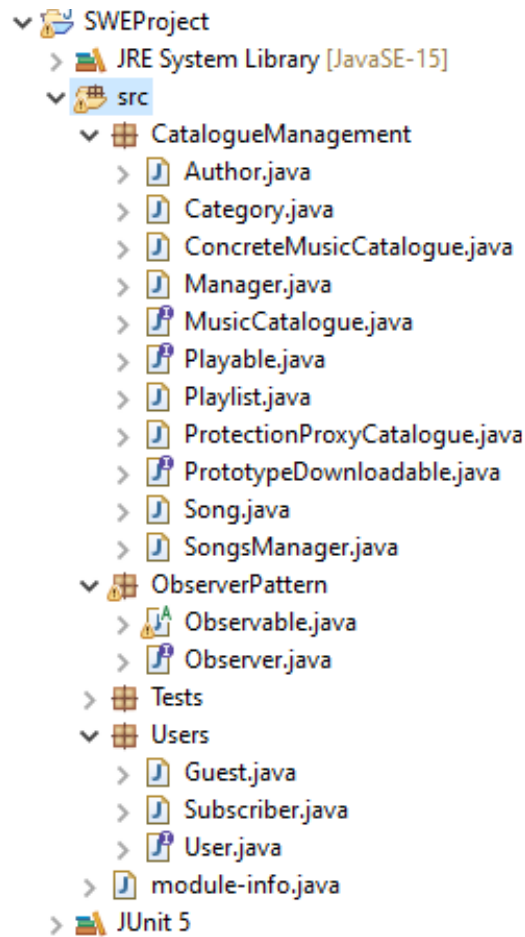 SWEProject
JRE System Library [JavaSE-15]
src
CatalogueManagement
Author.java
Category.java
ConcreteMusicCatalogue.java
Manager.java
MusicCatalogue.java
Playable.java
Playlist.java
ProtectionProxyCatalogue.java
PrototypeDownloadable.java
Song.java
SongsManager.java
ObserverPattern
Observable.java
Observer.java
Tests
Users
Guest.java
Subscriber.java
User.java
module-info.java
JUnit 5